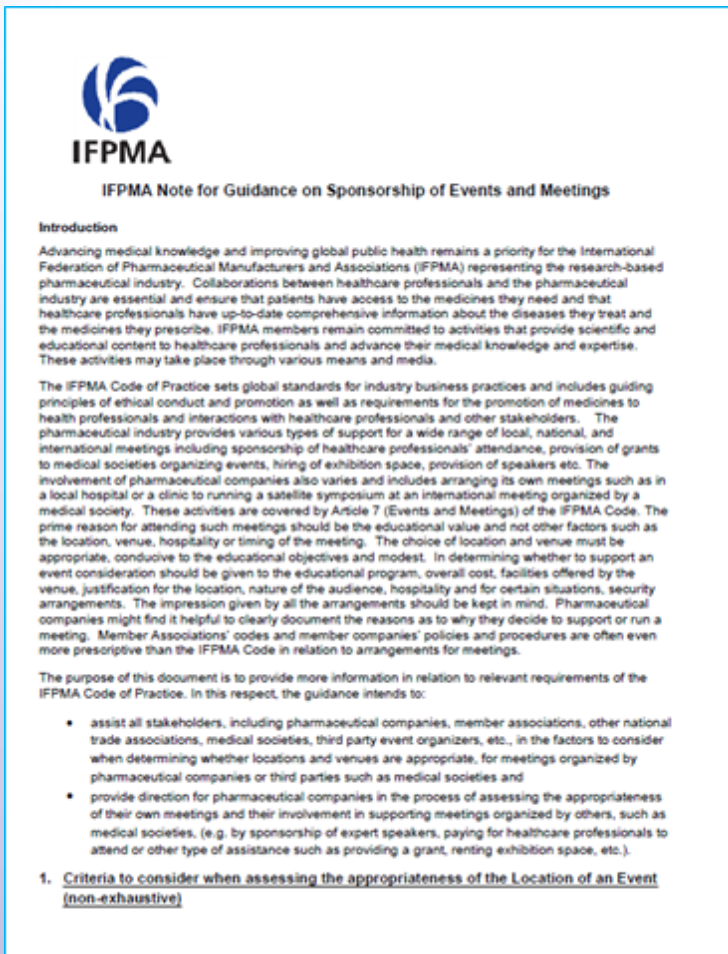 IFPMA
IFPMA Note for Guidance on Sponsorship of Events and Meetings
Introduction
Advancing medical knowledge and improving global public health remains a priority for the International
Federation of Pharmaceutical Manufacturers and Associations (IFPMA) representing the research-based
pharmaceutical industry. Collaborations between healthcare professionals and the pharmaceutical
industry are essential and ensure that patients have access to the medicines they need and that
healthcare professionals have up-to-date comprehensive information about the diseases they treat and
the medicines they prescribe. IFPMA members remain committed to activities that provide scientific and
educational content to healthcare professionals and advance their medical knowledge and expertise.
These activities may take place through various means and media.
The IFPMA Code of Practice sets global standards for industry business practices and includes guiding
principles of ethical conduct and promotion as well as requirements for the promotion of medicines to
health professionals and interactions with healthcare professionals and other stakeholders. The
pharmaceutical industry provides various types of support for a wide range of local, national, and
international meetings including sponsorship of healthcare professionals' attendance, provision of grants
to medical societies organizing events, hiring of exhibition space, provision of speakers etc. The
involvement of pharmaceutical companies also varies and includes arranging its own meetings such as in
a local hospital or a clinic to running a satellite symposium at an international meeting organized by a
medical society. These activities are covered by Article 7 (Events and Meetings) of the IFPMA Code. The
prime reason for attending such meetings should be the educational value and not other factors such as
the location, venue, hospitality or timing of the meeting. The choice of location and venue must be
appropriate, conducive to the educational objectives and modest. In determining whether to support an
event consideration should be given to the educational program, overall cost, facilities offered by the
venue, justification for the location, nature of the audience, hospitality and for certain situations, security
arrangements. The impression given by all the arrangements should be kept in mind. Pharmaceutical
companies might find it helpful to clearly document the reasons as to why they decide to support or run a
meeting. Member Associations' codes and member companies' policies and procedures are often even
more prescriptive than the IFPMA Code in relation to arrangements for meetings.
The purpose of this document is to provide more information in relation to relevant requirements of the
IFPMA Code of Practice. In this respect, the guidance intends to:
• assist all stakeholders, including pharmaceutical companies, member associations, other national
trade associations, medical societies, third party event organizers, etc., in the factors to consider
when determining whether locations and venues are appropriate, for meetings organized by
pharmaceutical companies or third parties such as medical societies and
• provide direction for pharmaceutical companies in the process of assessing the appropriateness
of their own meetings and their involvement in supporting meetings organized by others, such as
medical societies, (e.g. by sponsorship of expert speakers, paying for healthcare professionals to
attend or other type of assistance such as providing a grant, renting exhibition space, etc.).
1. Criteria to consider when assessing the appropriateness of the Location of an Event
(non-exhaustive)